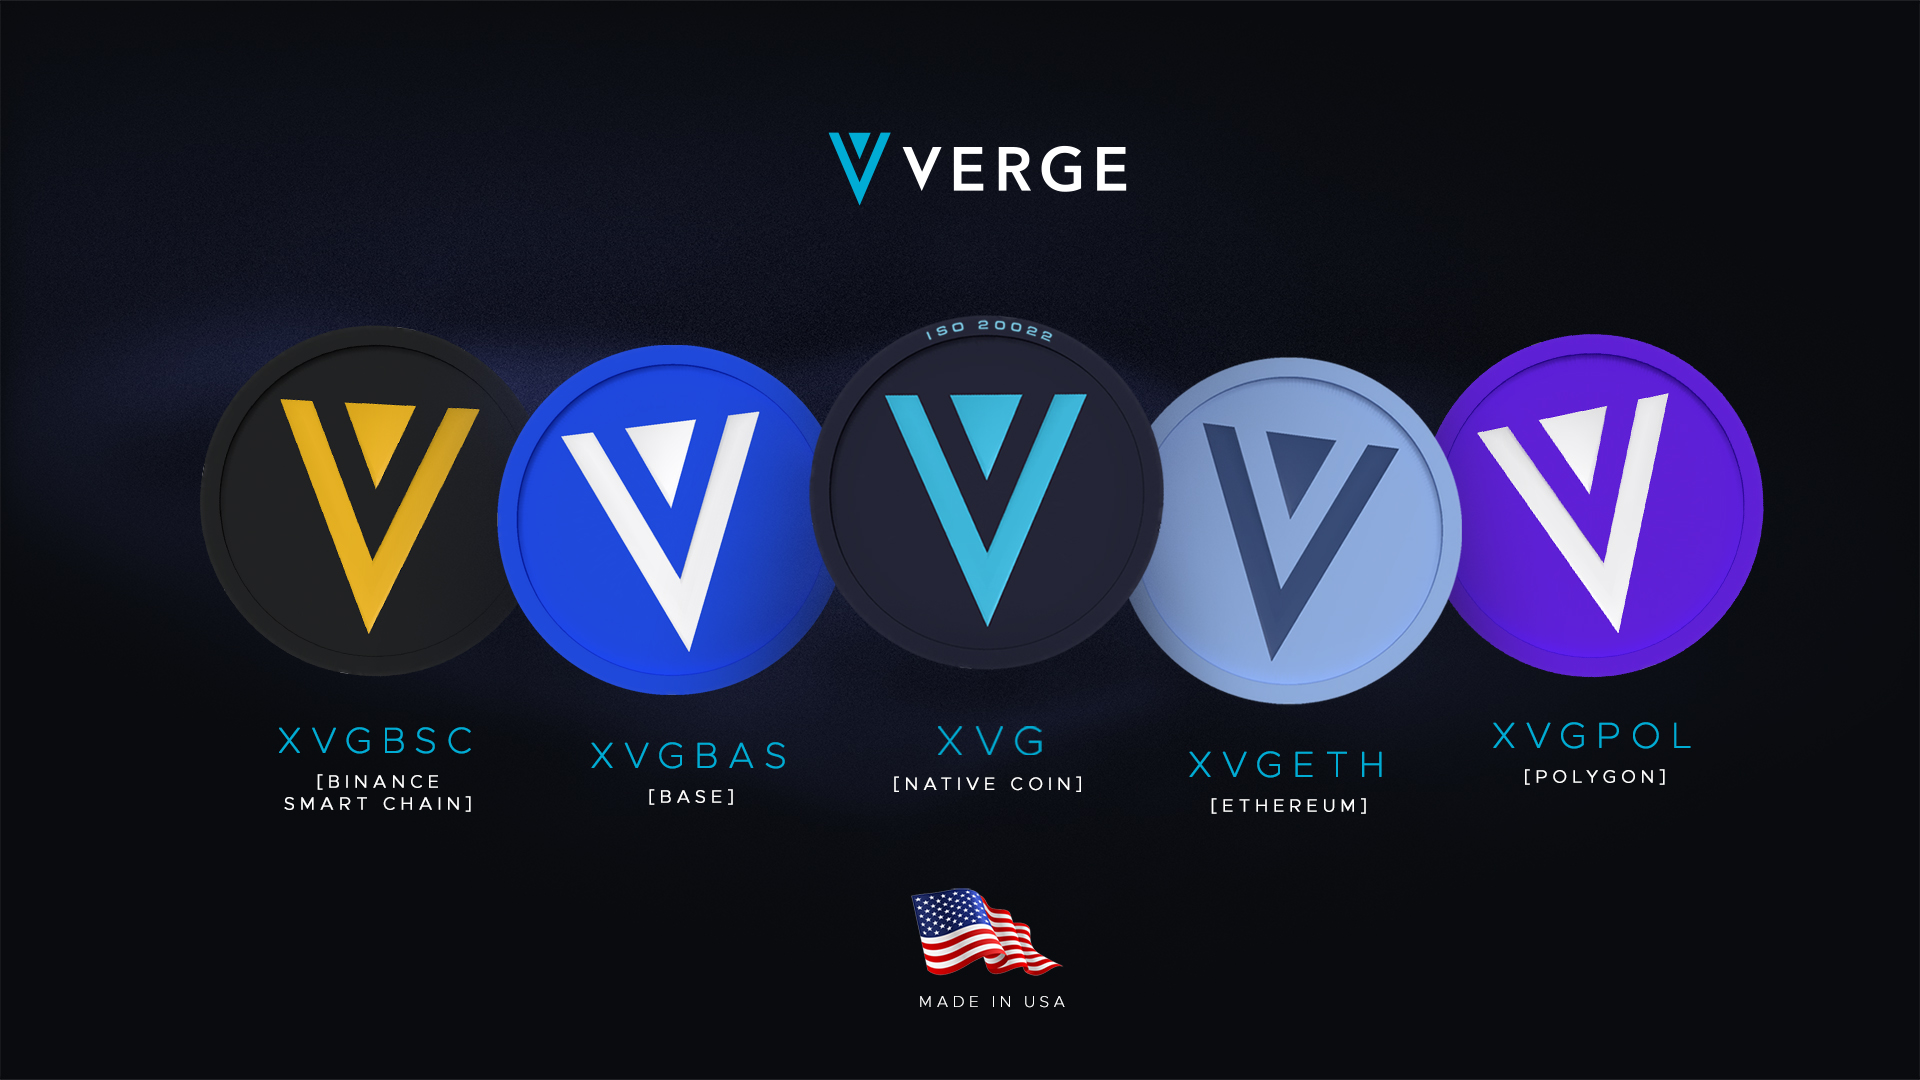 VERGE
ISO 20022
XVGBSC
[BINANCE
SMART CHAIN]
XVGBAS
[BASE]
XVG
[NATIVE COIN]
XVGETH
[ETHEREUM]
XVGPOL
[POLYGON]
MADE IN USA